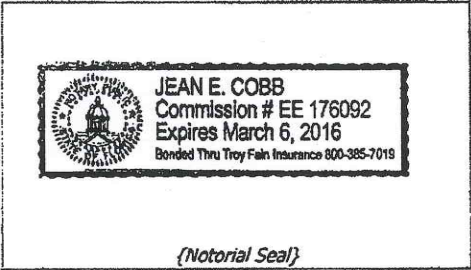 JEAN E. COBB
Commission # EE 176092
Expires March 6, 2016
Bonded Thru Troy Fain Insurance 800-385-7019
{Notorial Seal}